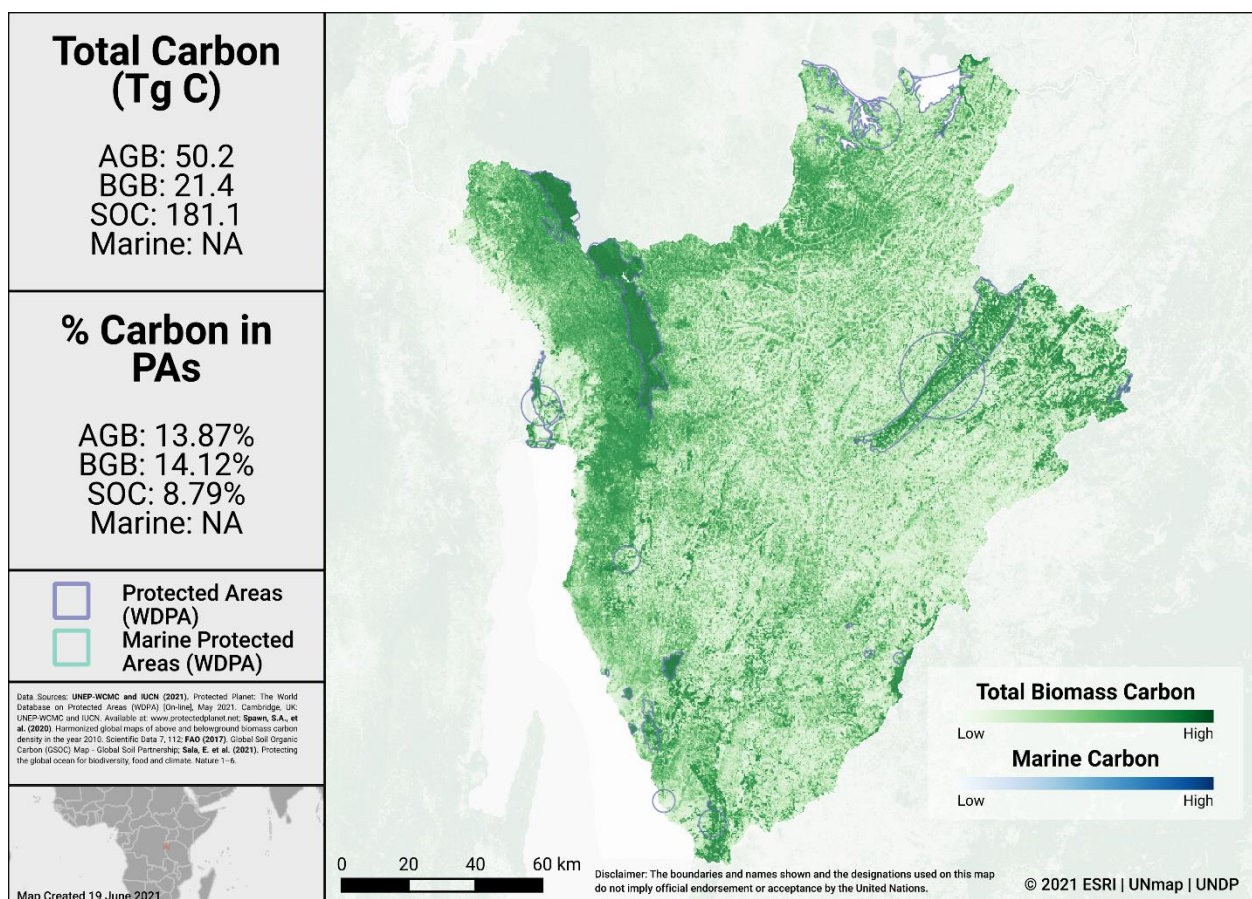 Total Carbon
(Tg C)
AGB: 50.2
BGB: 21.4
SOC: 181.1
Marine: NA
% Carbon in
PAs
AGB: 13.87%
BGB: 14.12%
SOC: 8.79%
Marine: NA
Protected Areas
(WDPA)
Marine Protected
Areas (WDPA)
Data Sources: UNEP-WCMC and IUCN (2021). Protected Planet: The World
Database on Protected Areas (WDPA) [On-line], May 2021. Cambridge, UK:
UNEP-WCMC and IUCN. Available at: www.protectedplanet.net; Spawn, S.A., et
al. (2020). Harmonized global maps of above and belowground biomass carbon
density in the year 2010. Scientific Data 7, 112; FAO (2017). Global Soil Organic
Carbon (GSOC) Map - Global Soil Partnership; Sala, E. et al. (2021). Protecting
the global ocean for biodiversity, food and climate. Nature 1–6.
Map Created 19 June 2021
Total Biomass Carbon
Low High
Marine Carbon
Low High
0 20 40 60 km
Disclaimer: The boundaries and names shown and the designations used on this map
do not imply official endorsement or acceptance by the United Nations.
© 2021 ESRI | UNmap | UNDP